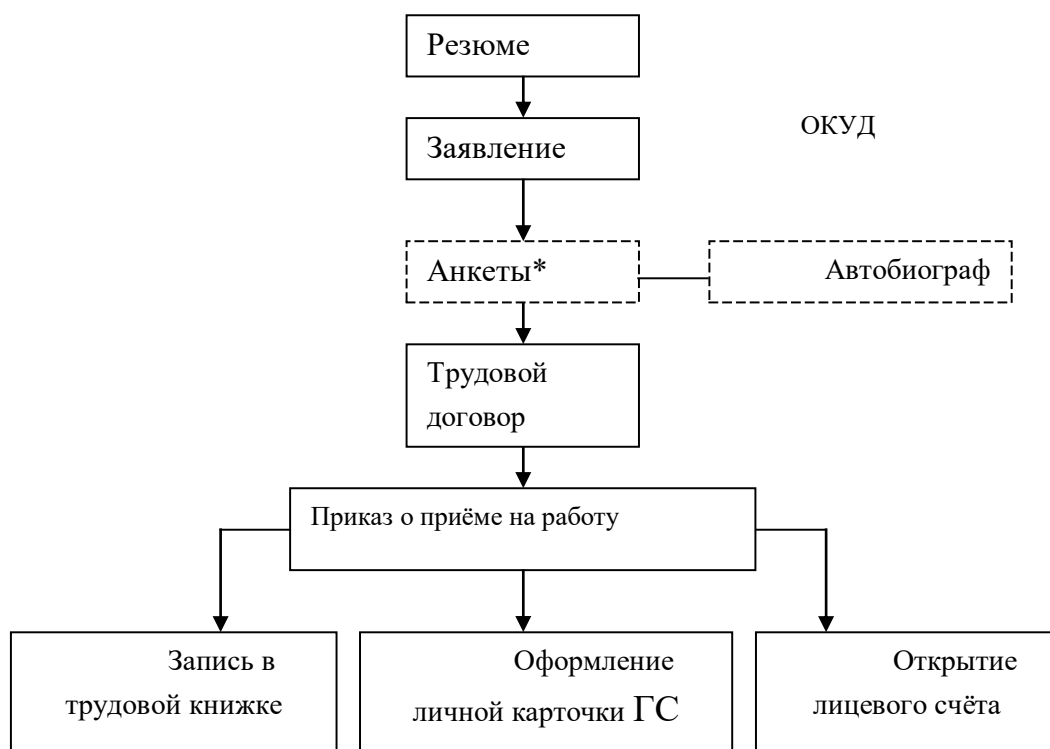 Резюме
ОКУД
Заявление
Анкеты*
Автобиограф
Трудовой
договор
Приказ о приёме на работу
Запись в
трудовой книжке
Оформление
личной карточки ГС
Открытие
лицевого счёта